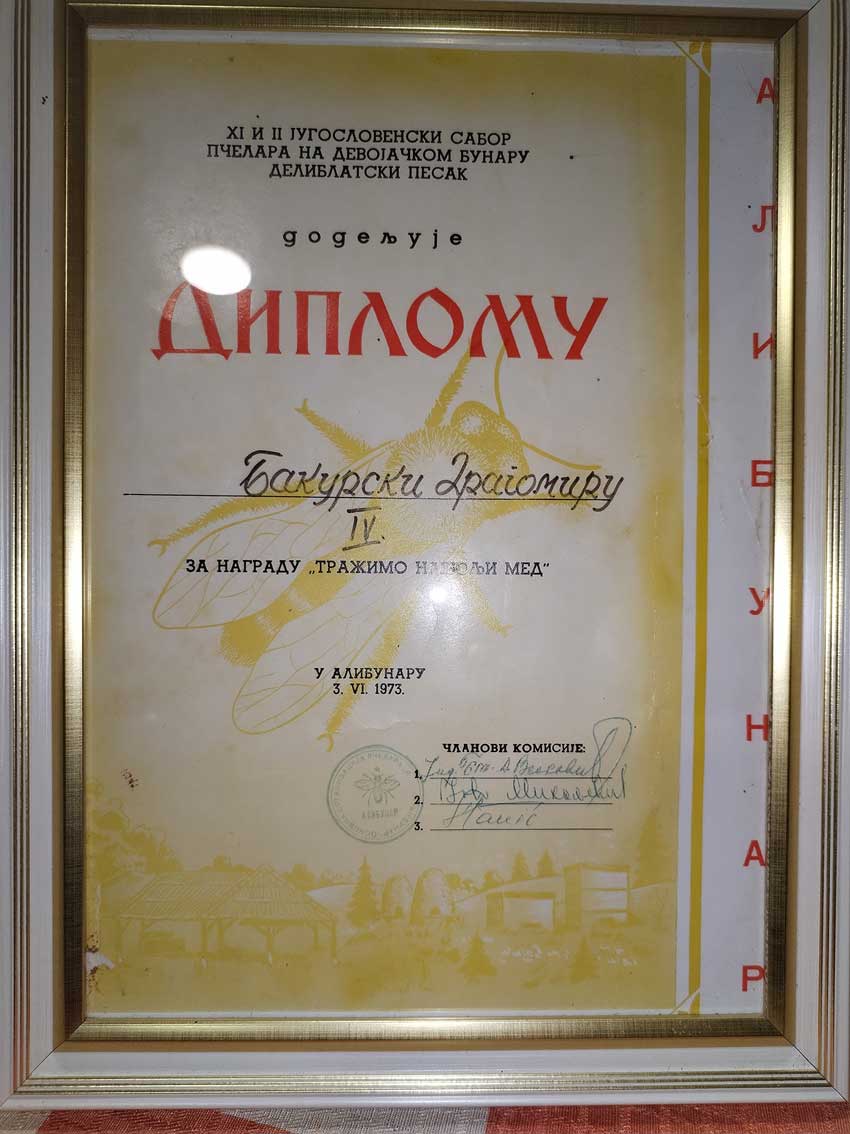 XI И II ЈУГОСЛОВЕНСКИ САБОР
ПЧЕЛАРА НА ДЕВОЈАЧКОМ БУНАРУ
ДЕЛИБЛАТСКИ ПЕСАК
додељује
ДИПЛОМУ
Бакурски Драгомиру
IV.
ЗА НАГРАДУ „ТРАЖИМО НАЈБОЉИ МЕД"
У АЛИБУНАРУ
3. VI. 1973.
ЧЛАНОВИ КОМИСИЈЕ:
1.
2.
3.
АЛИБУНАР
АЛИБУНАР